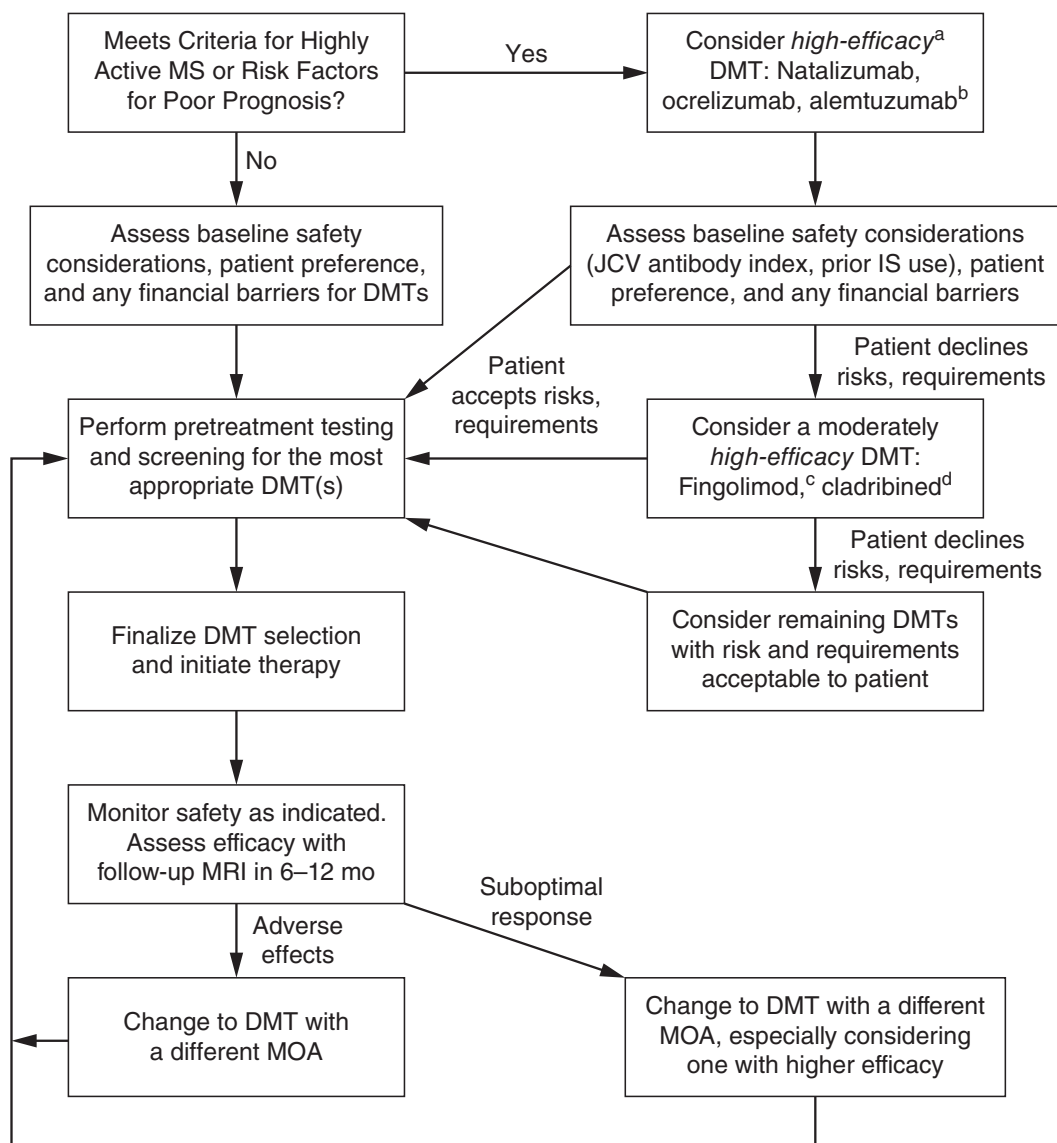 Meets Criteria for Highly
Active MS or Risk Factors
for Poor Prognosis?
Yes
Consider high-efficacyᵃ
DMT: Natalizumab,
ocrelizumab, alemtuzumabᵇ
No
Assess baseline safety
considerations, patient preference,
and any financial barriers for DMTs
Assess baseline safety considerations
(JCV antibody index, prior IS use), patient
preference, and any financial barriers
Patient declines
risks, requirements
Patient
accepts risks,
requirements
Perform pretreatment testing
and screening for the most
appropriate DMT(s)
Consider a moderately
high-efficacy DMT:
Fingolimod,ᶜ cladribinedᵈ
Patient declines
risks, requirements
Finalize DMT selection
and initiate therapy
Consider remaining DMTs
with risk and requirements
acceptable to patient
Monitor safety as indicated.
Assess efficacy with
follow-up MRI in 6–12 mo
Suboptimal
response
Adverse
effects
Change to DMT with
a different MOA
Change to DMT with a different
MOA, especially considering
one with higher efficacy